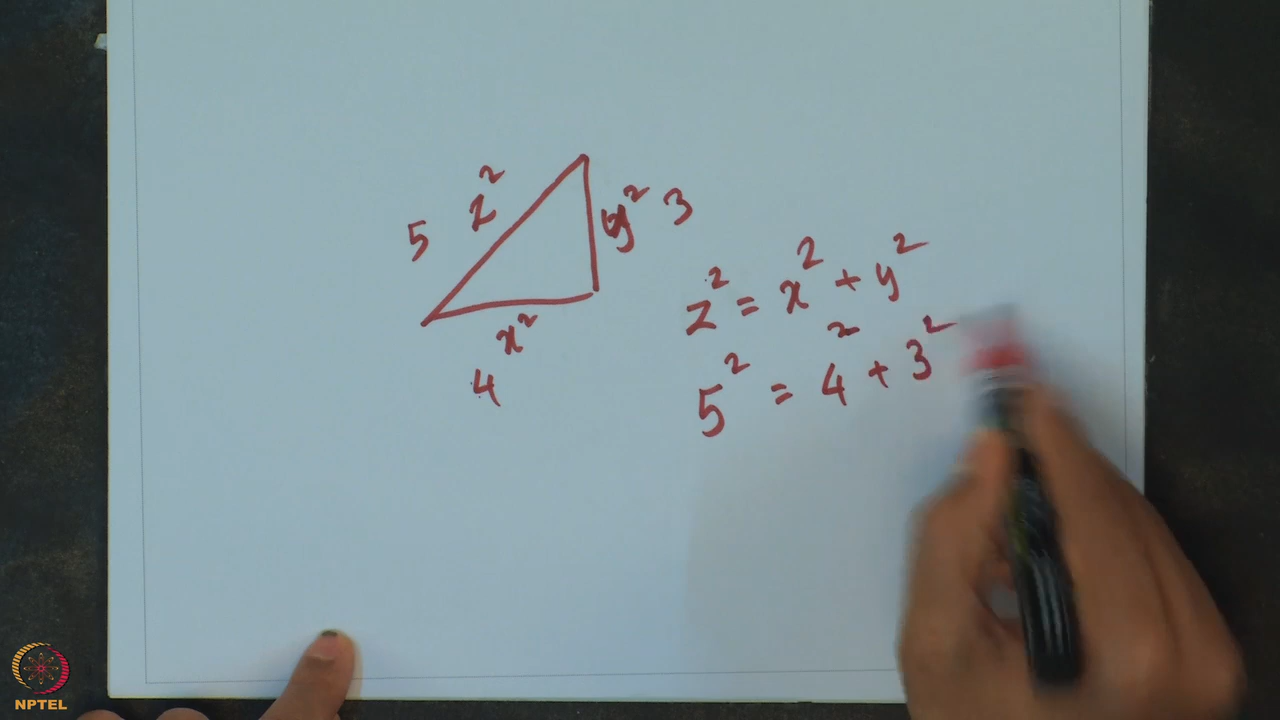 5 z² y² 3
x²
4
z² = x² + y²
5² = 4² + 3²
NPTEL